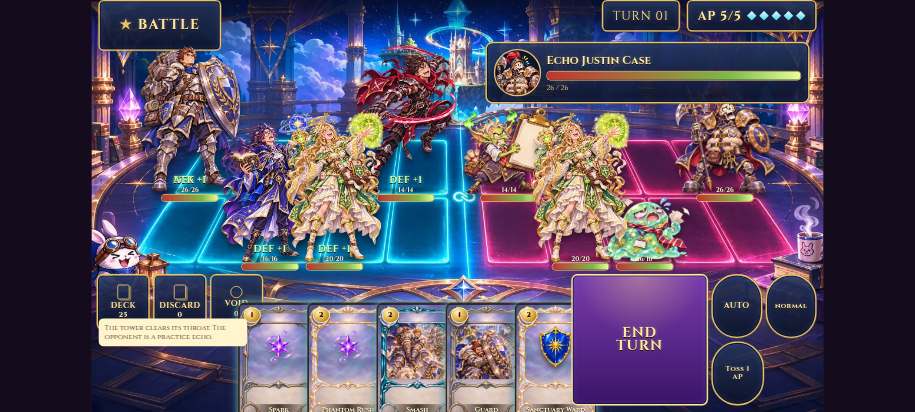 ★ BATTLE
TURN 01
AP 5/5
ECHO JUSTIN CASE
26 / 26
ATK +1
26/26
DEF +1
14/14
DEF +1
16/16
DEF +1
20/20
14/14
26/26
20/20
DECK
25
DISCARD
0
VOID
0
THE TOWER CLEARS ITS THROAT. THE
OPPONENT IS A PRACTICE ECHO.
1
SPARK
2
PHANTOM RUSH
2
SMASH
1
GUARD
2
SANCTUARY WARD
END
TURN
AUTO
NORMAL
TOSS 1
AP